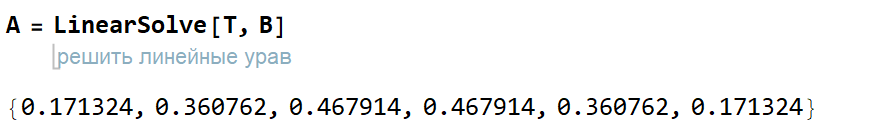 A = LinearSolve[T, B]
решить линейные урав
{0.171324, 0.360762, 0.467914, 0.467914, 0.360762, 0.171324}